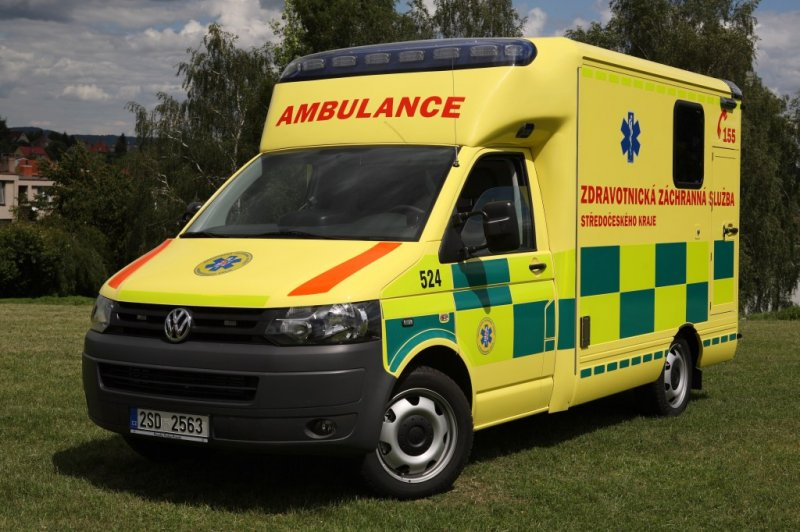 AMBULANCE
155
ZDRAVOTNICKÁ ZÁCHRANNÁ SLUŽBA
STŘEDOČESKÉHO KRAJE
524
2SD 2563